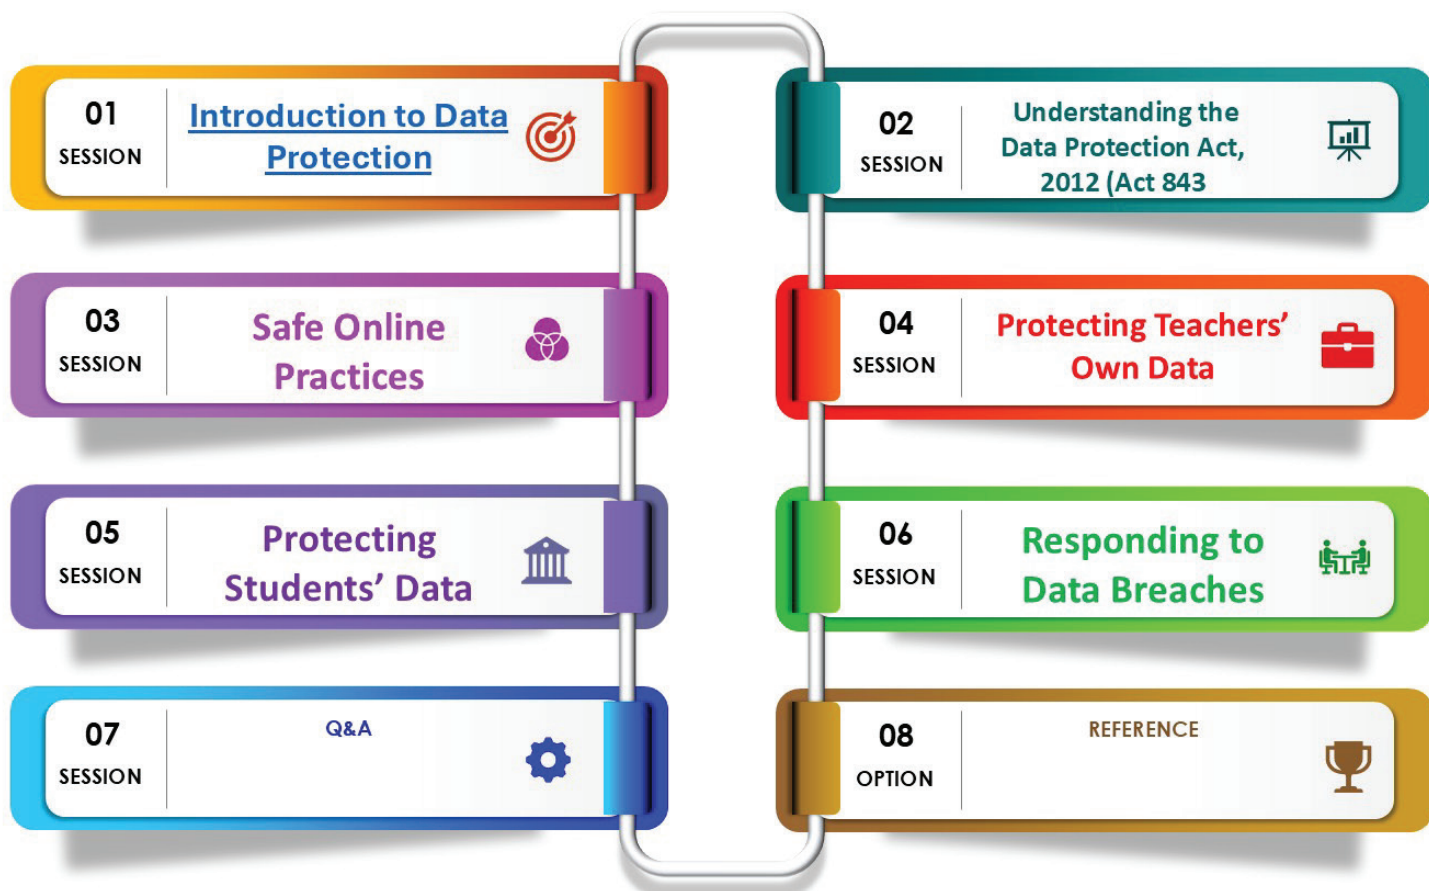 01
SESSION
Introduction to Data
Protection
02
SESSION
Understanding the
Data Protection Act,
2012 (Act 843
03
SESSION
Safe Online
Practices
04
SESSION
Protecting Teachers’
Own Data
05
SESSION
Protecting
Students’ Data
06
SESSION
Responding to
Data Breaches
07
SESSION
Q&A
08
OPTION
REFERENCE